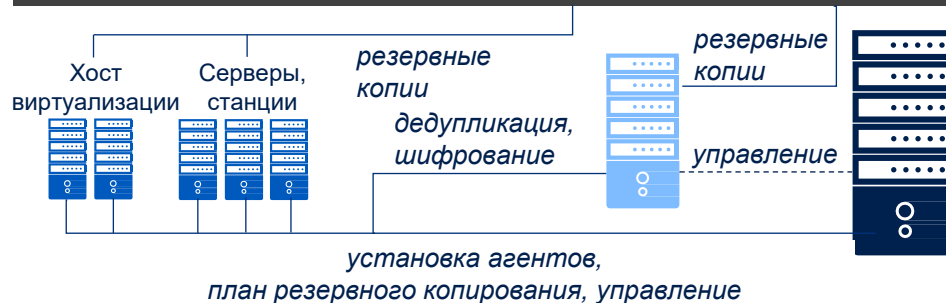 Хост
виртуализации
Серверы,
станции
резервные
копии
дедупликация,
шифрование
резервные
копии
управление
установка агентов,
план резервного копирования, управление